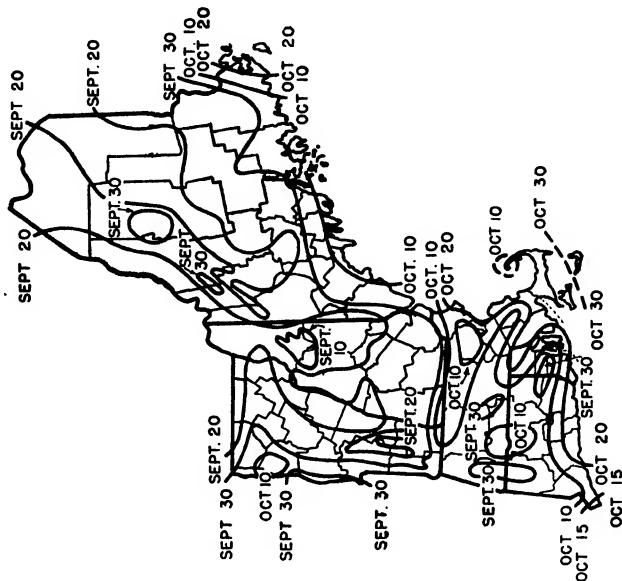 SEPT 20
SEPT. 20
SEPT 30
OCT. 10
OCT 20
OCT 20
OCT 10
SEPT 20
SEPT. 30
SEPT. 30
SEPT. 10
OCT. 10
OCT. 10
OCT 20
OCT 10
OCT 30
OCT 30
SEPT. 20
SEPT 30
OCT 10
SEPT 30
SEPT. 30
SEPT.20
OCT.10
SEPT.30
OCT 10
SEPT.30
SEPT.30
OCT 20
OCT 15
OCT 10
OCT 15